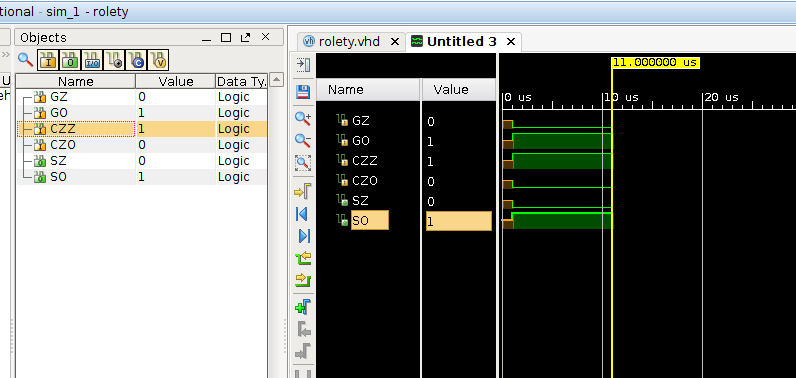 tional - sim_1 - rolety
Objects
Name Value Data Ty.
GZ 0 Logic
GO 1 Logic
CZZ 1 Logic
CZO 0 Logic
SZ 0 Logic
SO 1 Logic
rolety.vhd Untitled 3
11.000000 us
Name Value
0 us 10 us 20 us
GZ 0
GO 1
CZZ 1
CZO 0
SZ 0
SO 1